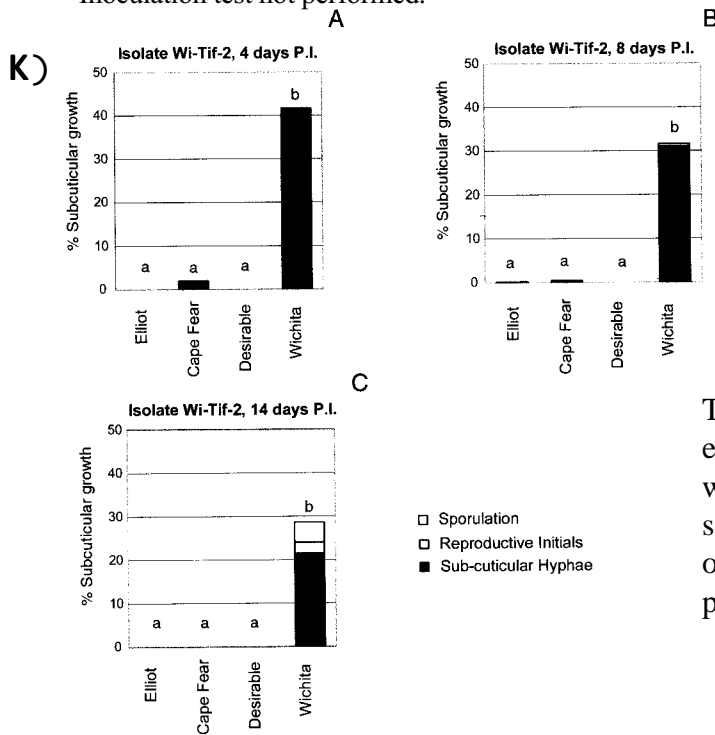 Inoculation test not performed.
K)
A
Isolate Wi-Tif-2, 4 days P.I.
% Subcuticular growth
50
40
30
20
10
0
a
a
a
b
Elliot
Cape Fear
Desirable
Wichita
B
Isolate Wi-Tif-2, 8 days P.I.
% Subcuticular growth
50
40
30
20
10
0
a
a
a
b
Elliot
Cape Fear
Desirable
Wichita
C
Isolate Wi-Tif-2, 14 days P.I.
% Subcuticular growth
50
40
30
20
10
0
a
a
a
b
Elliot
Cape Fear
Desirable
Wichita
Sporulation
Reproductive Initials
Sub-cuticular Hyphae
T
e
w
s
o
p